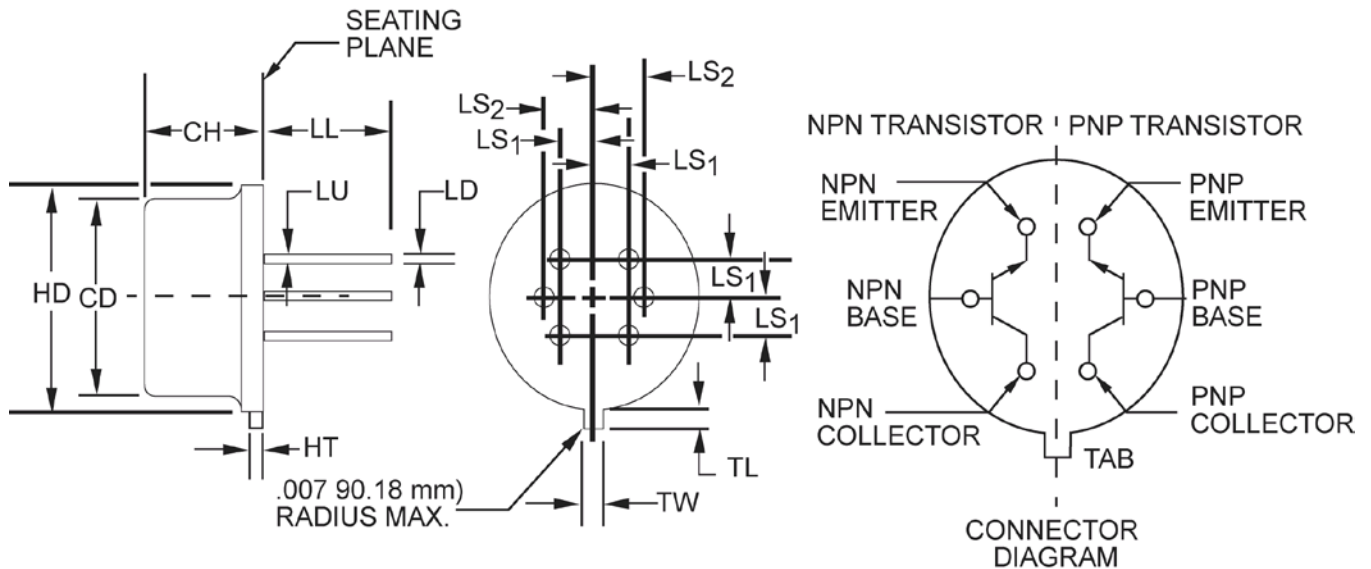 SEATING
PLANE
CH
LL
LU
LD
HD
CD
HT
LS2
LS2
LS1
LS1
LS1
LS1
TL
TW
.007 90.18 mm)
RADIUS MAX.
NPN TRANSISTOR
PNP TRANSISTOR
NPN
EMITTER
PNP
EMITTER
NPN
BASE
PNP
BASE
NPN
COLLECTOR
PNP
COLLECTOR
TAB
CONNECTOR
DIAGRAM